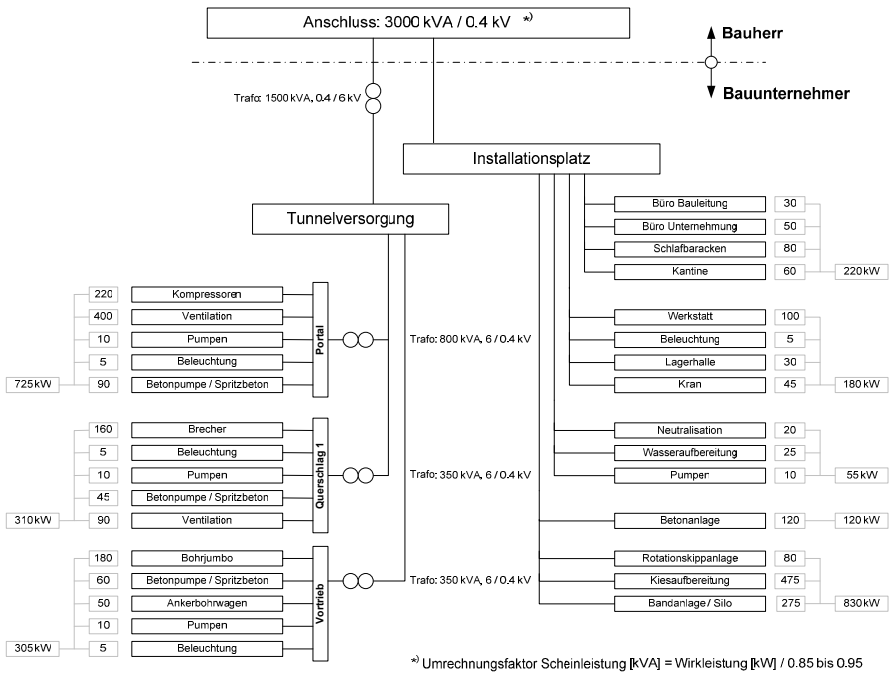 Anschluss: 3000 kVA / 0.4 kV *)
Bauherr
Bauunternehmer
Trafo: 1500 kVA, 0.4 / 6 kV
Installationsplatz
Tunnelversorgung
Büro Bauleitung 30
Büro Unternehmung 50
Schlafbaracken 80
Kantine 60 220 kW
220 Kompressoren
400 Ventilation
10 Pumpen
5 Beleuchtung
725 kW 90 Betonpumpe / Spritzbeton
Portal
Trafo: 800 kVA, 6 / 0.4 kV
Werkstatt 100
Beleuchtung 5
Lagerhalle 30
Kran 45 180 kW
160 Brecher
5 Beleuchtung
10 Pumpen
45 Betonpumpe / Spritzbeton
310 kW 90 Ventilation
Querschlag 1
Trafo: 350 kVA, 6 / 0.4 kV
Neutralisation 20
Wasseraufbereitung 25
Pumpen 10 55 kW
Betonanlage 120 120 kW
180 Bohrjumbo
60 Betonpumpe / Spritzbeton
50 Ankerbohrwagen
10 Pumpen
305 kW 5 Beleuchtung
Vortrieb
Trafo: 350 kVA, 6 / 0.4 kV
Rotationskippanlage 80
Kiesaufbereitung 475
Bandanlage / Silo 275 830 kW
*) Umrechnungsfaktor Scheinleistung [kVA] = Wirkleistung [kW] / 0.85 bis 0.95